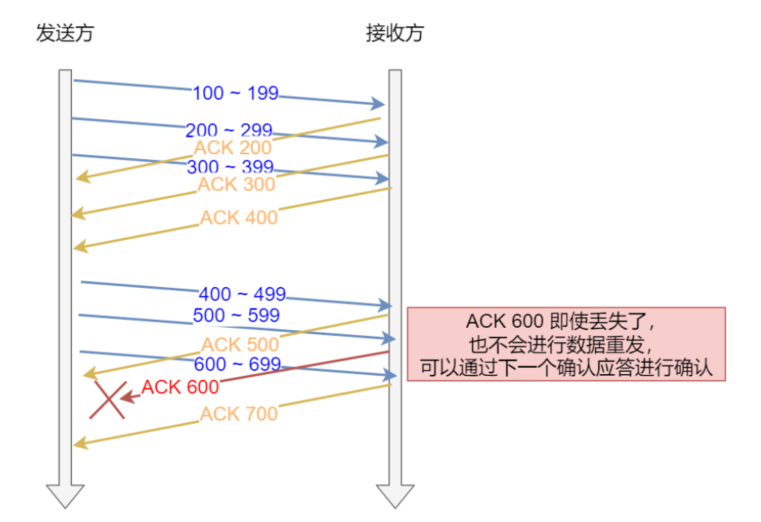 发送方
接收方
100 ~ 199
200 ~ 299
ACK 200
300 ~ 399
ACK 300
ACK 400
400 ~ 499
500 ~ 599
ACK 500
600 ~ 699
ACK 600
ACK 700
ACK 600 即使丢失了，
也不会进行数据重发，
可以通过下一个确认应答进行确认